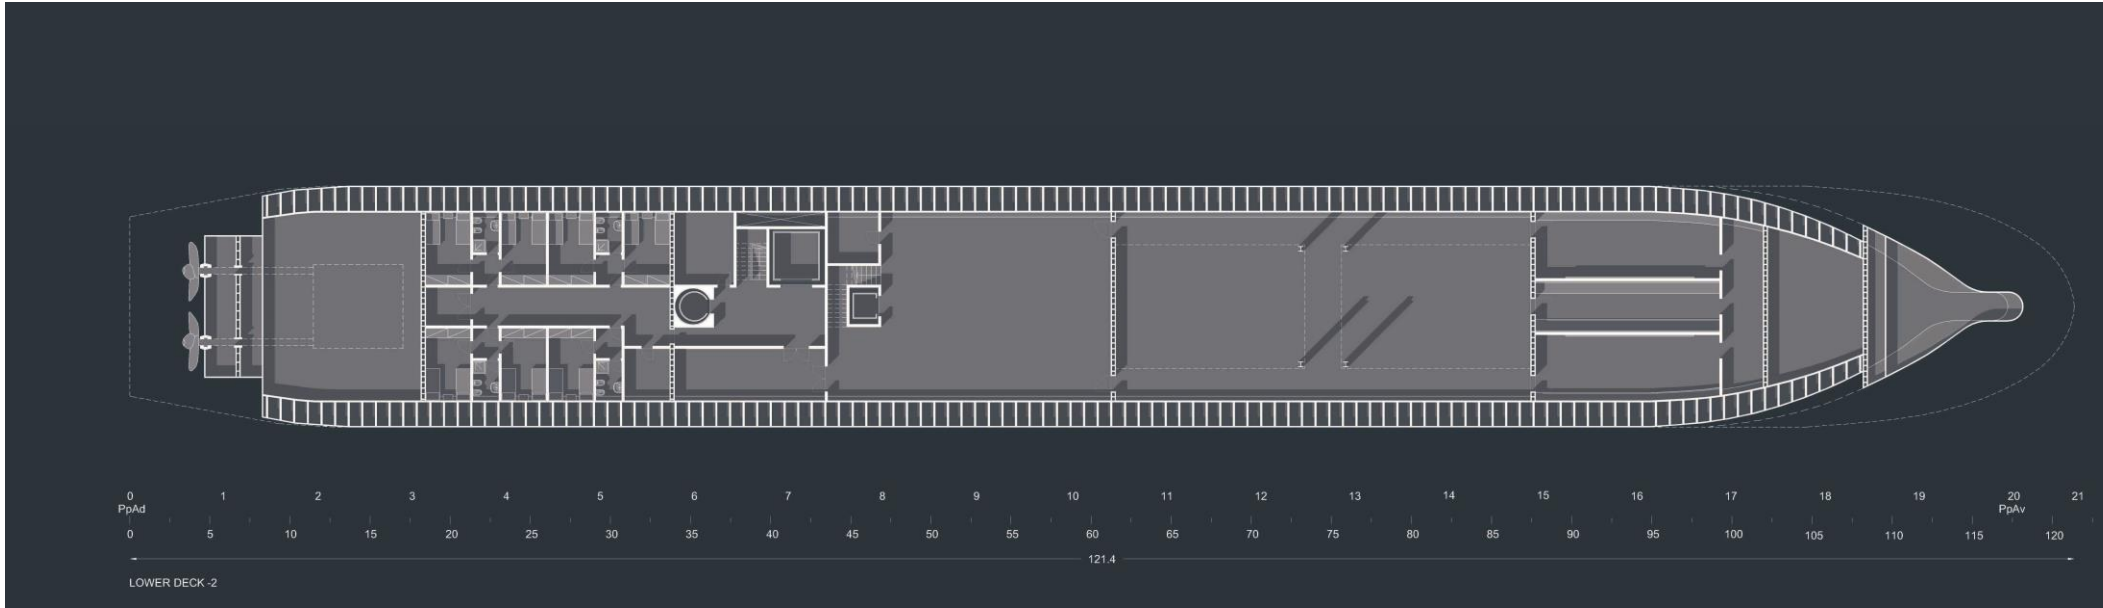 0 1 2 3 4 5 6 7 8 9 10 11 12 13 14 15 16 17 18 19 20 21
PpAd PpAv
0 5 10 15 20 25 30 35 40 45 50 55 60 65 70 75 80 85 90 95 100 105 110 115 120
121.4
LOWER DECK -2